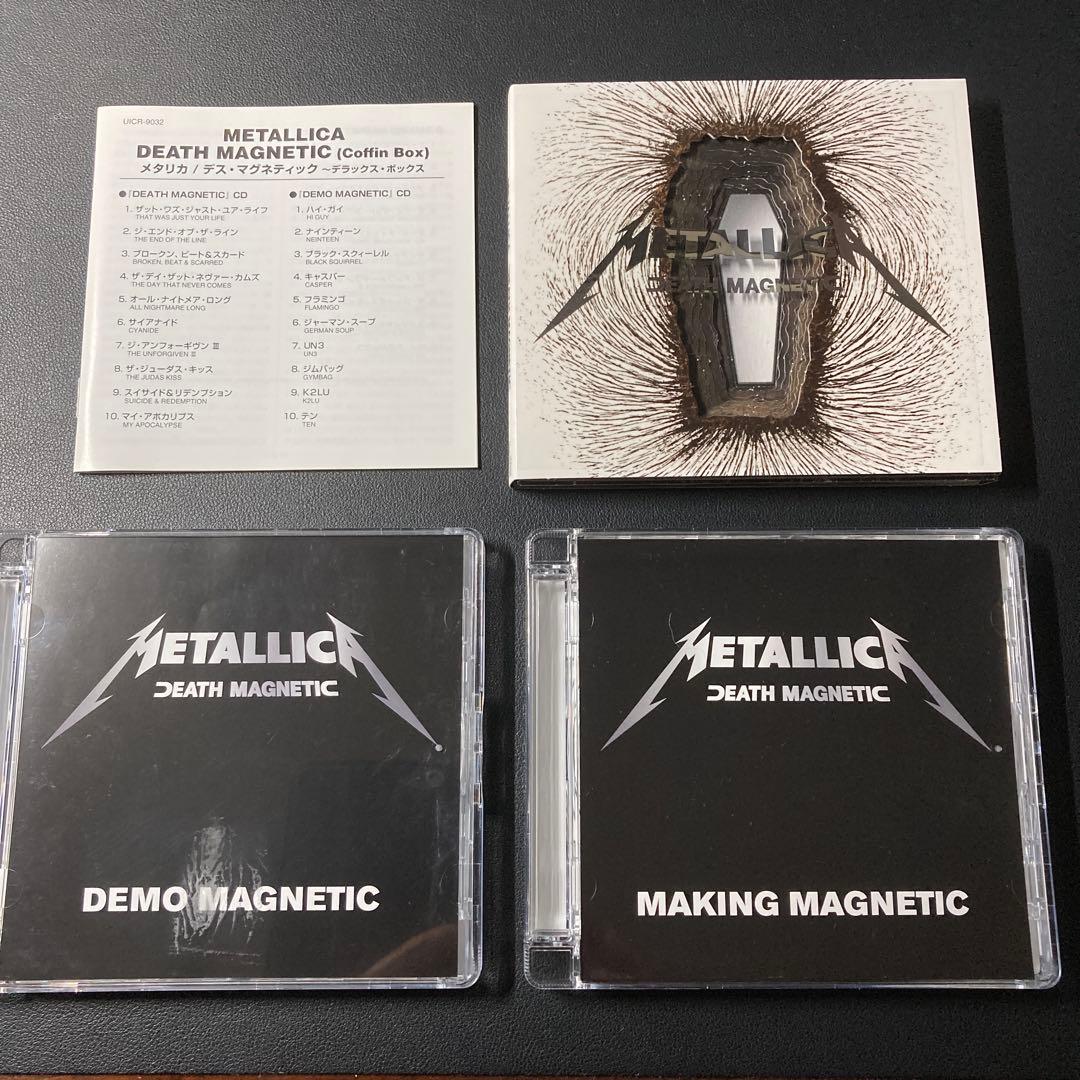 UICR-9032
METALLICA
DEATH MAGNETIC (Coffin Box)
メタリカ / デス・マグネティック 〜デラックス・ボックス
●『DEATH MAGNETIC』CD
1. ザット・ワズ・ジャスト・ユア・ライフ
THAT WAS JUST YOUR LIFE
2. ジ・エンド・オブ・ザ・ライン
THE END OF THE LINE
3. ブロークン、ビート&スカード
BROKEN, BEAT & SCARRED
4. ザ・デイ・ザット・ネヴァー・カムズ
THE DAY THAT NEVER COMES
5. オール・ナイトメア・ロング
ALL NIGHTMARE LONG
6. サイアナイド
CYANIDE
7. ジ・アンフォーギヴン Ⅲ
THE UNFORGIVEN Ⅲ
8. ザ・ジューダス・キッス
THE JUDAS KISS
9. スイサイド&リデンプション
SUICIDE & REDEMPTION
10. マイ・アポカリプス
MY APOCALYPSE
●『DEMO MAGNETIC』CD
1. ハイ・ガイ
HI GUY
2. ナインティーン
NEINTEEN
3. ブラック・スクィーレル
BLACK SQUIRREL
4. キャスパー
CASPER
5. フラミンゴ
FLAMINGO
6. ジャーマン・スープ
GERMAN SOUP
7. UN3
UN3
8. ジムバッグ
GYMBAG
9. K2LU
K2LU
10. テン
TEN
METALLICA
DEATH MAGNETIC
METALLICA
DEATH MAGNETIC
DEMO MAGNETIC
METALLICA
DEATH MAGNETIC
MAKING MAGNETIC